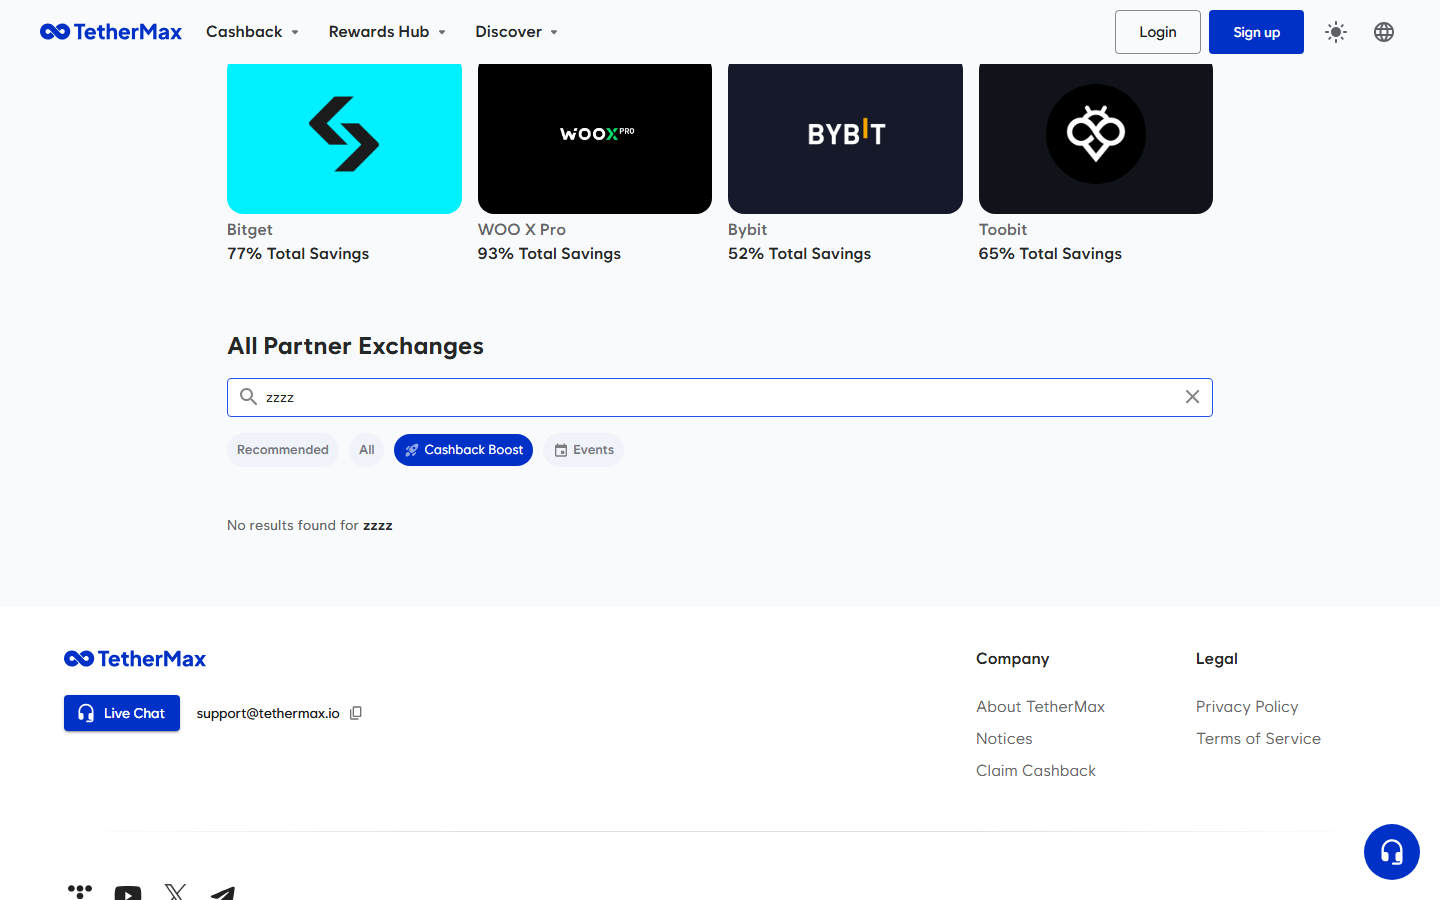 TetherMax Cashback Rewards Hub Discover Login Sign up
WOO X PRO
BYBIT
Bitget
77% Total Savings
WOO X Pro
93% Total Savings
Bybit
52% Total Savings
Toobit
65% Total Savings
All Partner Exchanges
zzzz
Recommended All Cashback Boost Events
No results found for zzzz
TetherMax
Live Chat support@tethermax.io
Company
About TetherMax
Notices
Claim Cashback
Legal
Privacy Policy
Terms of Service